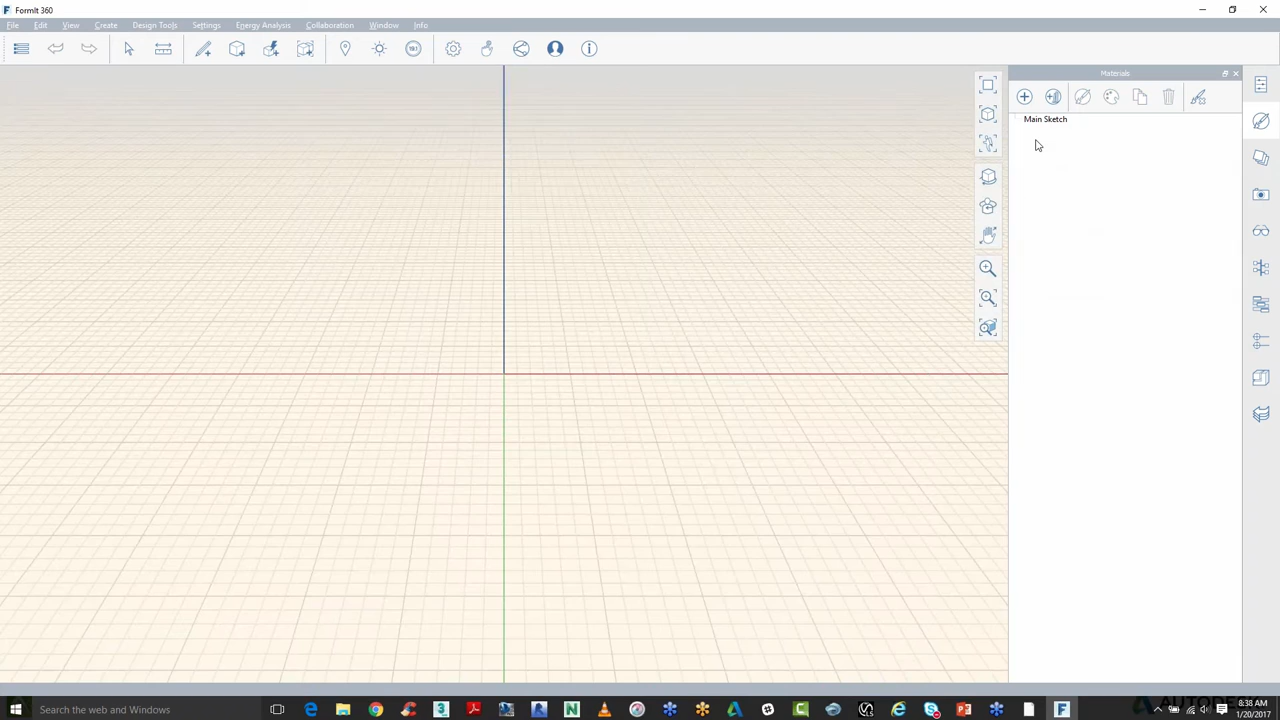 FormIt 360
File Edit View Create Design Tools Settings Energy Analysis Collaboration Window Info
Materials
Main Sketch
Search the web and Windows
8:38 AM
1/20/2017
AUTODESK